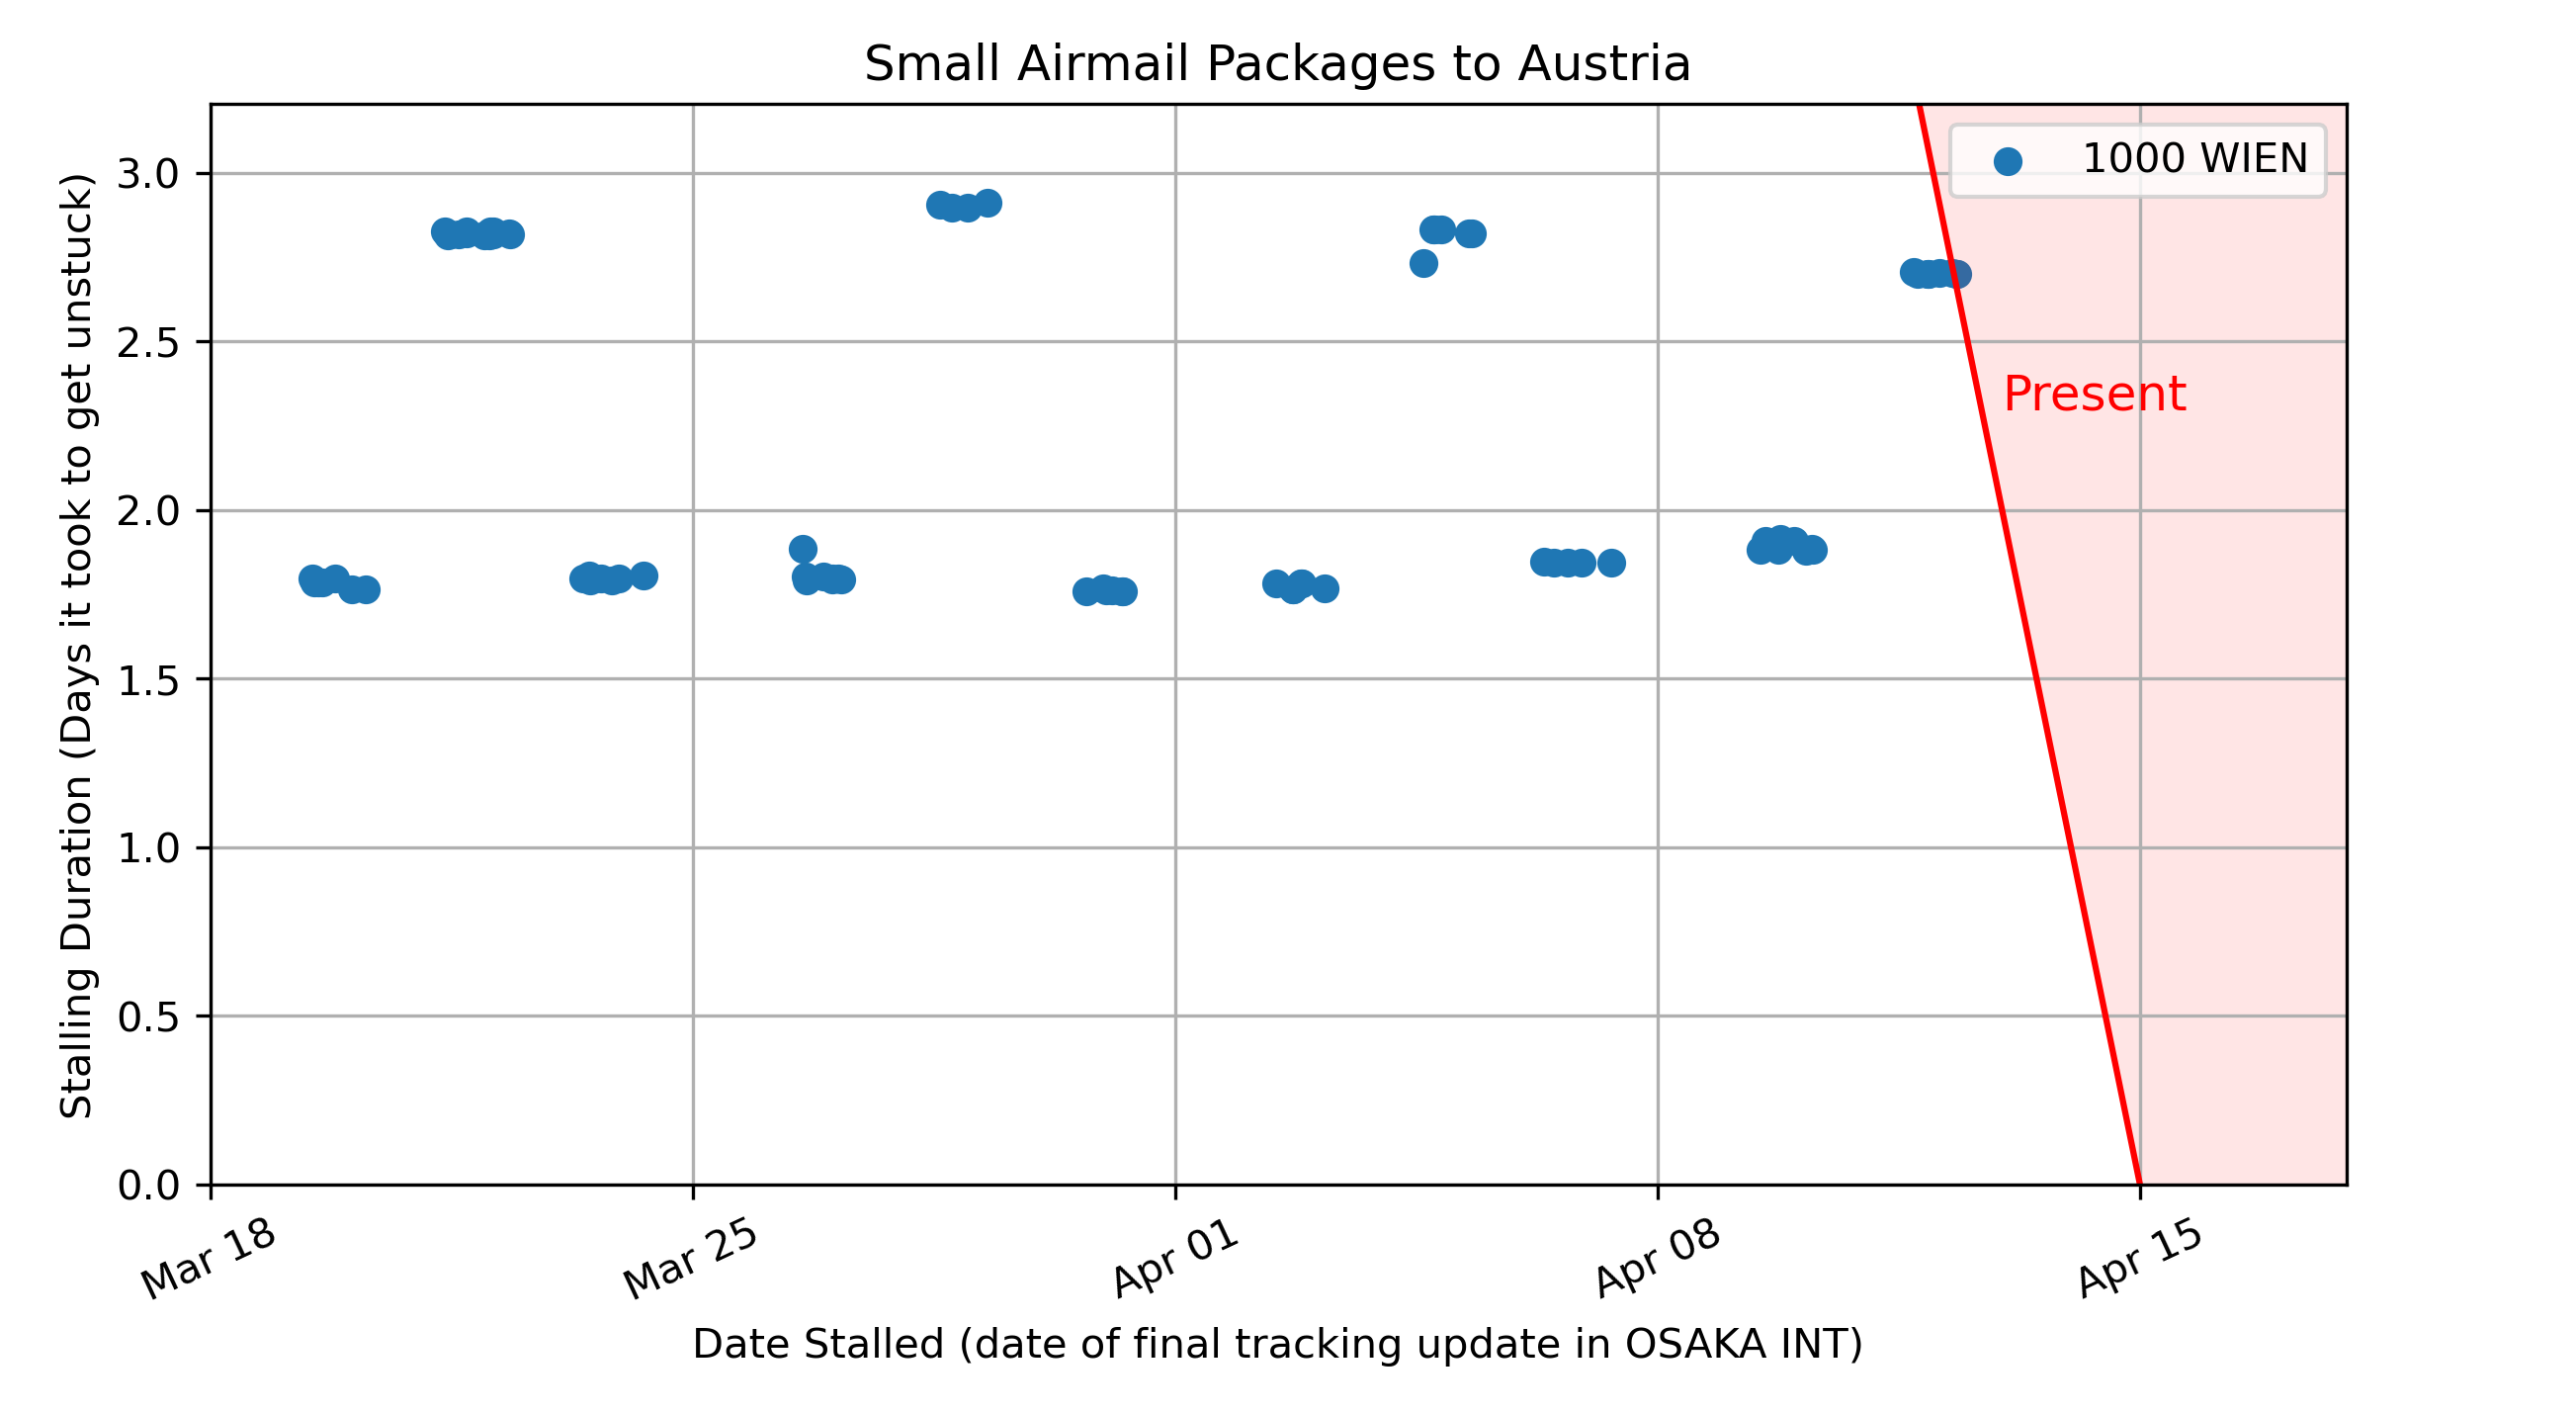 Small Airmail Packages to Austria
1000 WIEN
Present
Stalling Duration (Days it took to get unstuck)
3.0
2.5
2.0
1.5
1.0
0.5
0.0
Mar 18
Mar 25
Apr 01
Apr 08
Apr 15
Date Stalled (date of final tracking update in OSAKA INT)